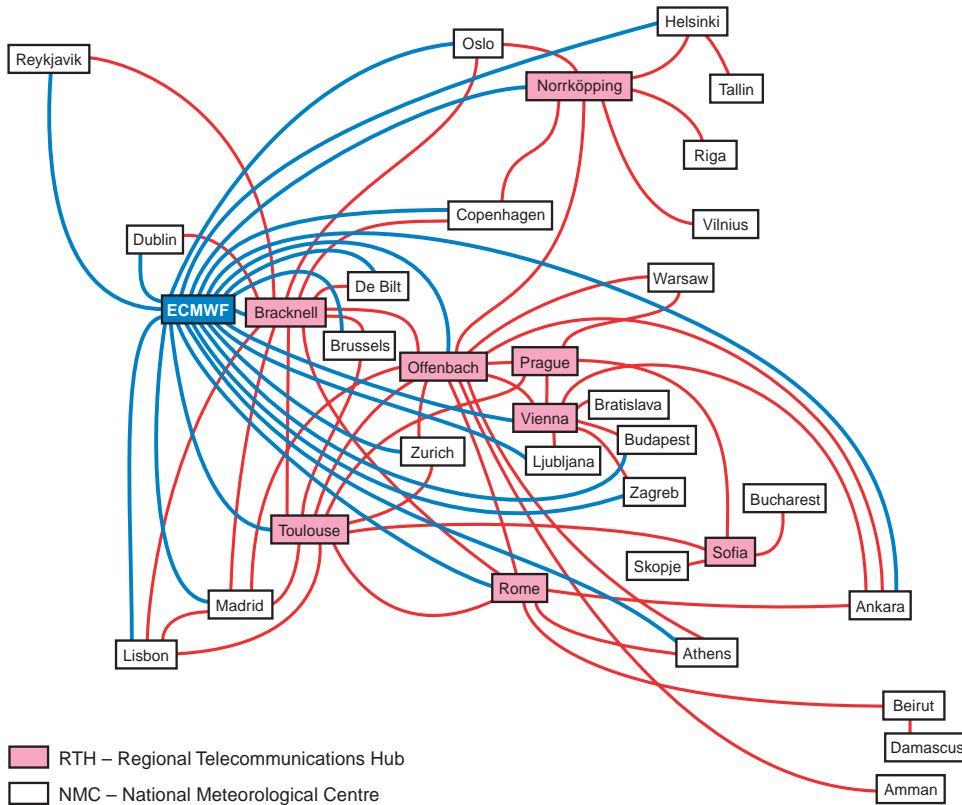 Helsinki
Oslo
Reykjavik
Norrköping
Tallin
Riga
Copenhagen
Vilnius
Dublin
Warsaw
De Bilt
ECMWF
Bracknell
Brussels
Offenbach
Prague
Bratislava
Vienna
Budapest
Zurich
Ljubljana
Zagreb
Bucharest
Toulouse
Sofia
Skopje
Rome
Madrid
Ankara
Lisbon
Athens
Beirut
Damascus
RTH – Regional Telecommunications Hub
Amman
NMC – National Meteorological Centre